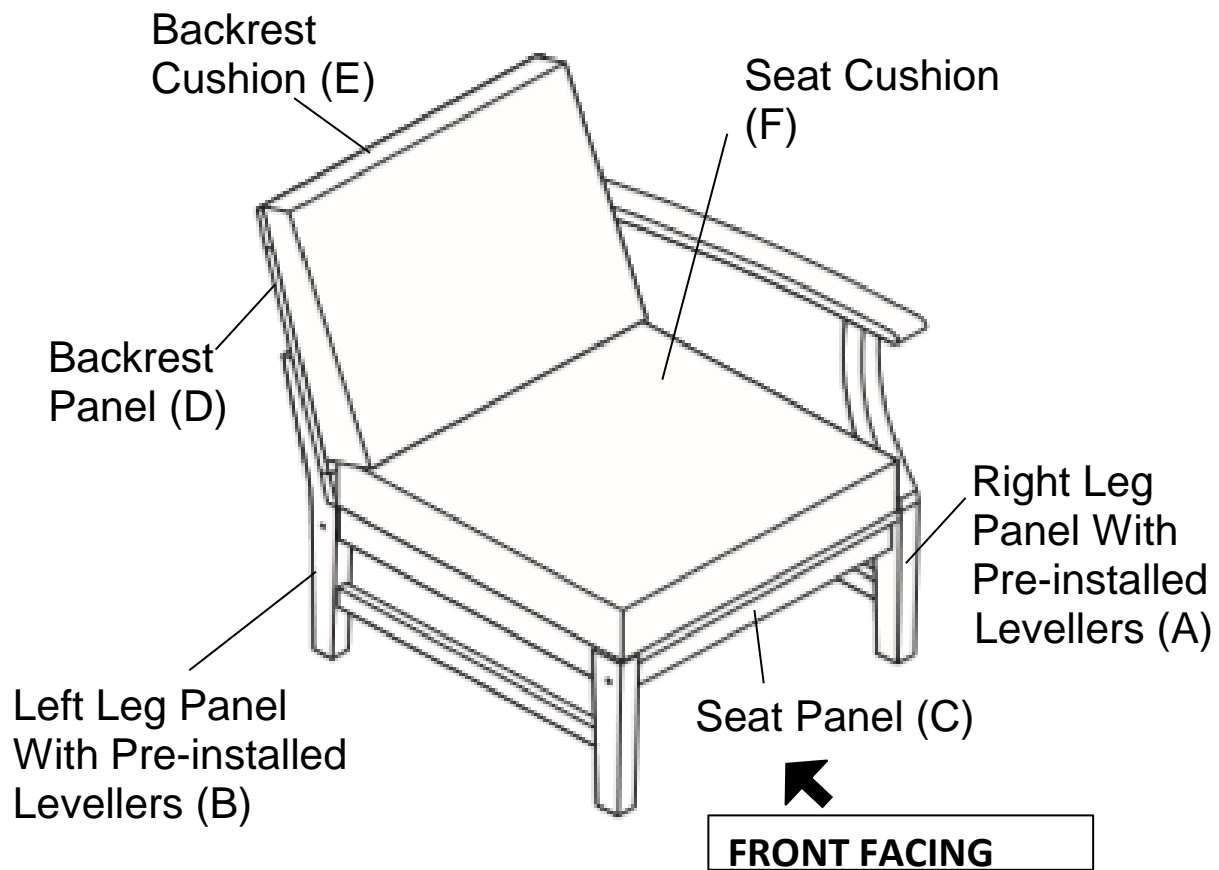 Backrest
Cushion (E)
Seat Cushion
(F)
Backrest
Panel (D)
Right Leg
Panel With
Pre-installed
Levellers (A)
Left Leg Panel
With Pre-installed
Levellers (B)
Seat Panel (C)
FRONT FACING